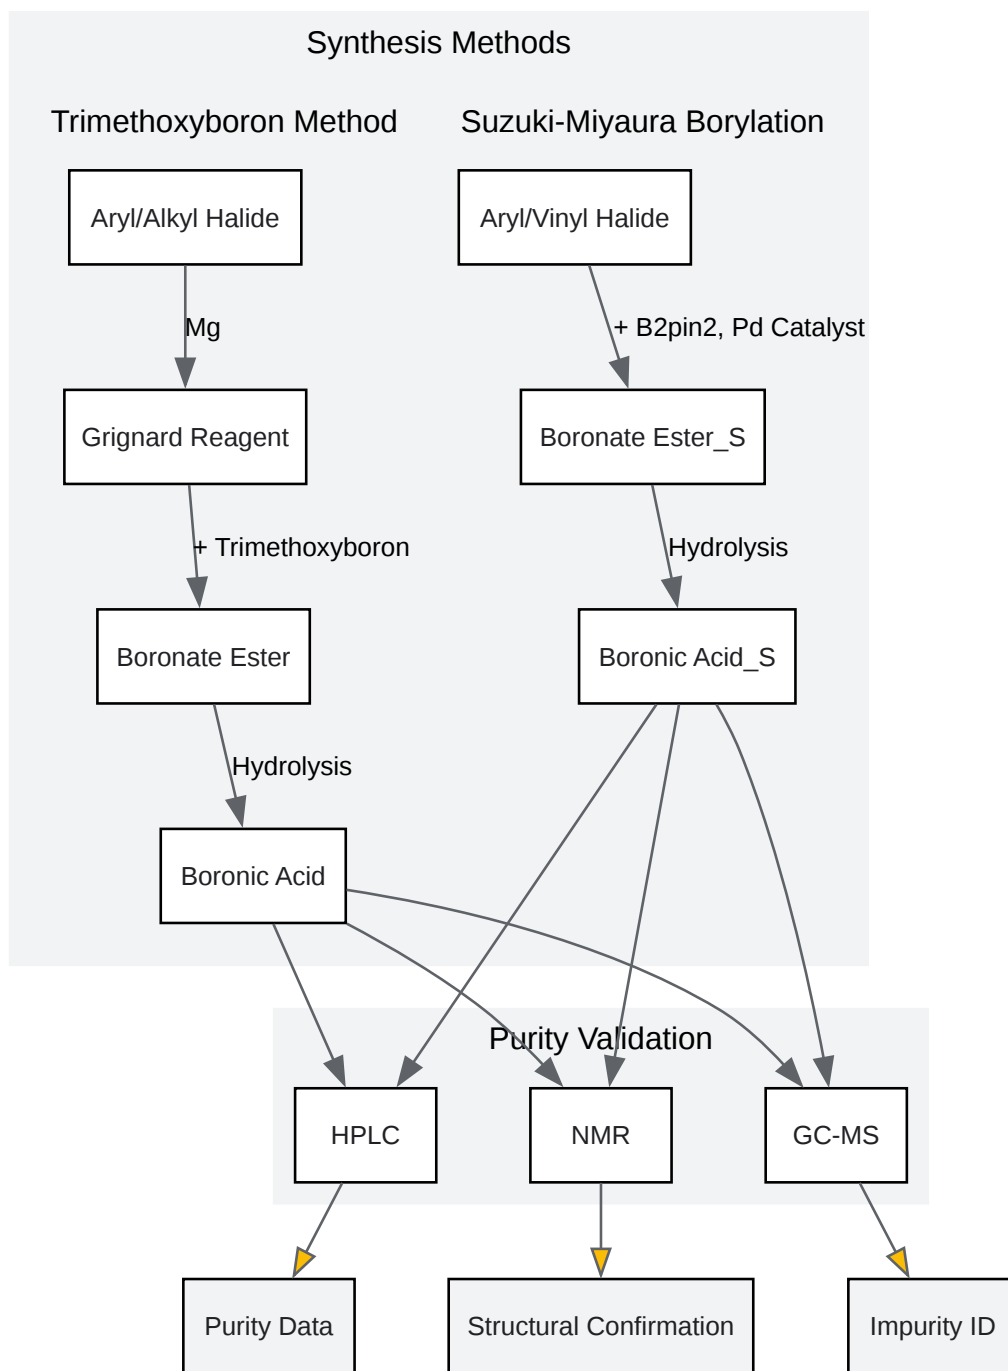 Synthesis Methods
Trimethoxyboron Method
Suzuki-Miyaura Borylation
Aryl/Alkyl Halide
Aryl/Vinyl Halide
Mg
+ B2pin2, Pd Catalyst
Grignard Reagent
Boronate Ester_S
+ Trimethoxyboron
Hydrolysis
Boronate Ester
Boronic Acid_S
Hydrolysis
Boronic Acid
Purity Validation
HPLC
NMR
GC-MS
Purity Data
Structural Confirmation
Impurity ID